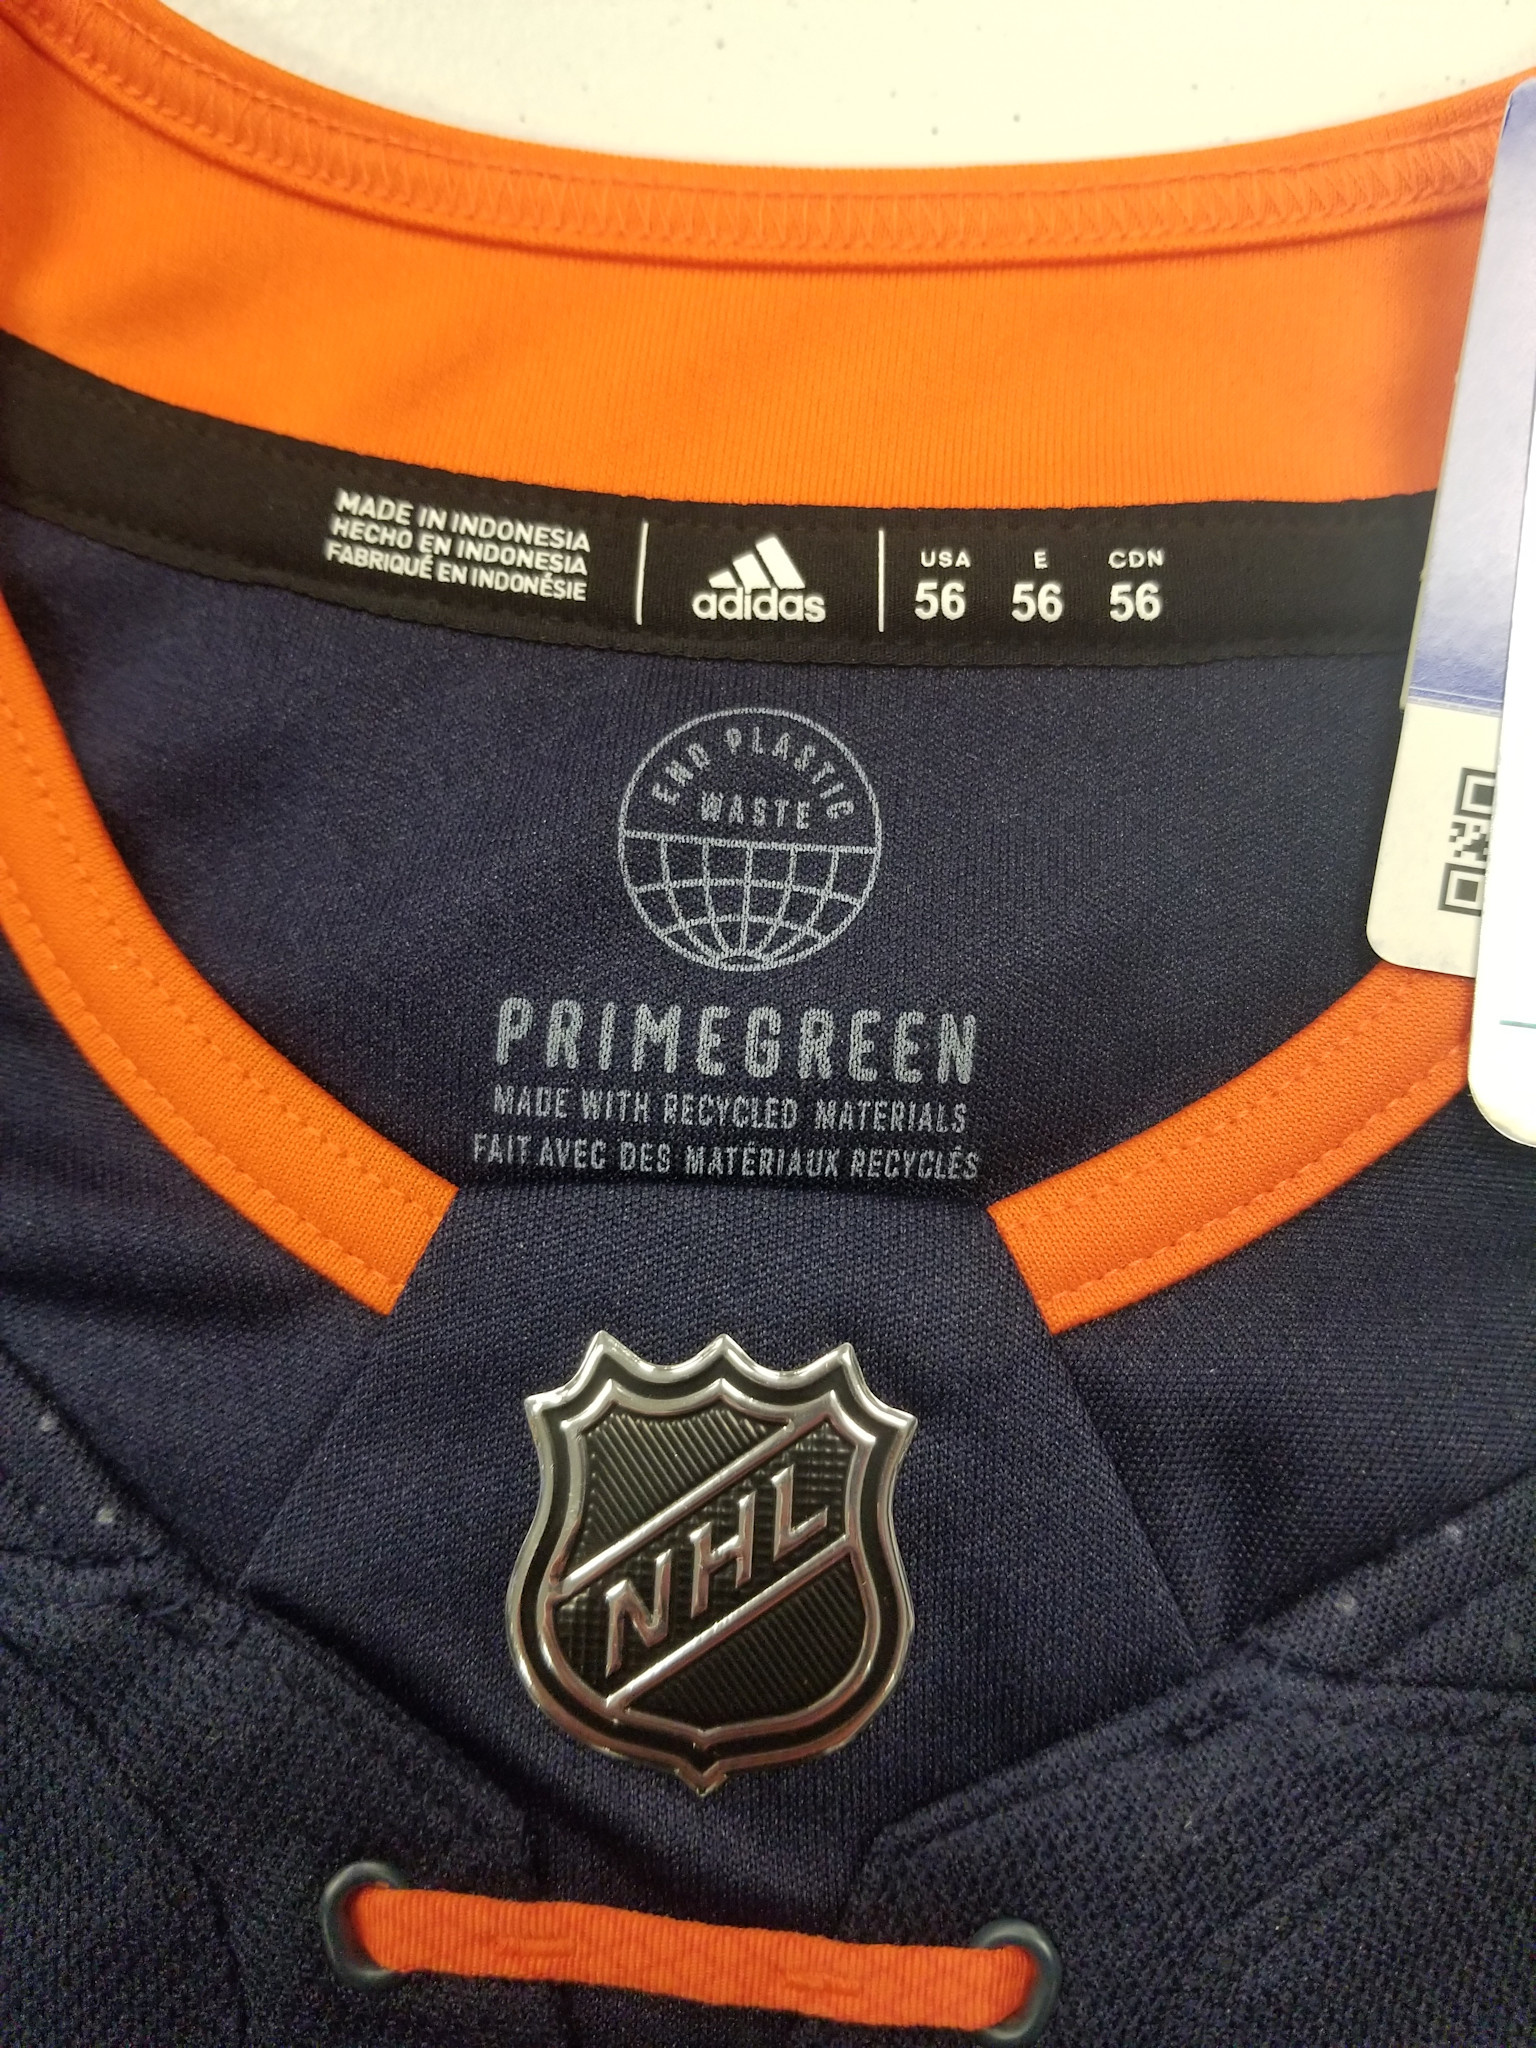 MADE IN INDONESIA
HECHO EN INDONESIA
FABRIQUÉ EN INDONÉSIE
adidas
USA E CDN
56 56 56
END PLASTIC
WASTE
PRIMEGREEN
MADE WITH RECYCLED MATERIALS
FAIT AVEC DES MATÉRIAUX RECYCLÉS
NHL